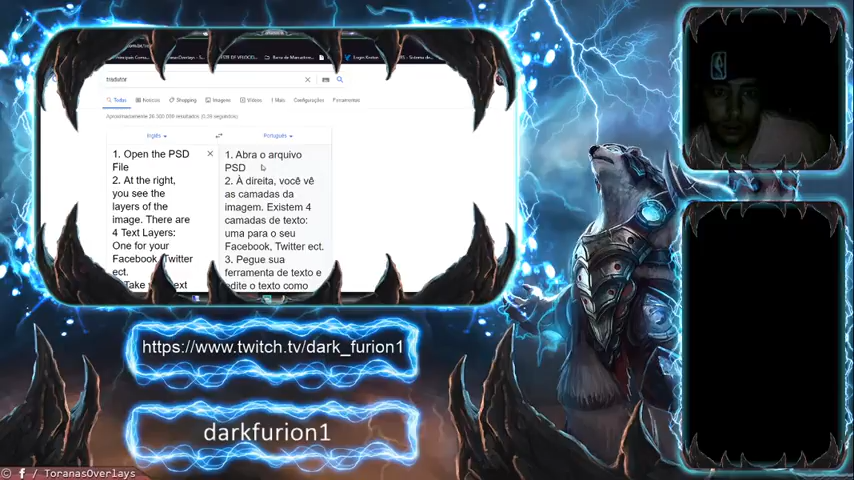 tradutor
Todas
Notícias
Shopping
Imagens
Vídeos
Mais
Configurações
Ferramentas
Inglês
Português
1. Open the PSD
File
2. At the right,
you see the
layers of the
image. There are
4 Text Layers:
One for your
Facebook, Twitter
ect.
1. Abra o arquivo
PSD
2. À direita, você vê
as camadas da
imagem. Existem 4
camadas de texto:
uma para o seu
Facebook, Twitter ect.
3. Pegue sua
ferramenta de texto e
edite o texto como
https://www.twitch.tv/dark_furion1
darkfurion1
© f / ToranasOverlays